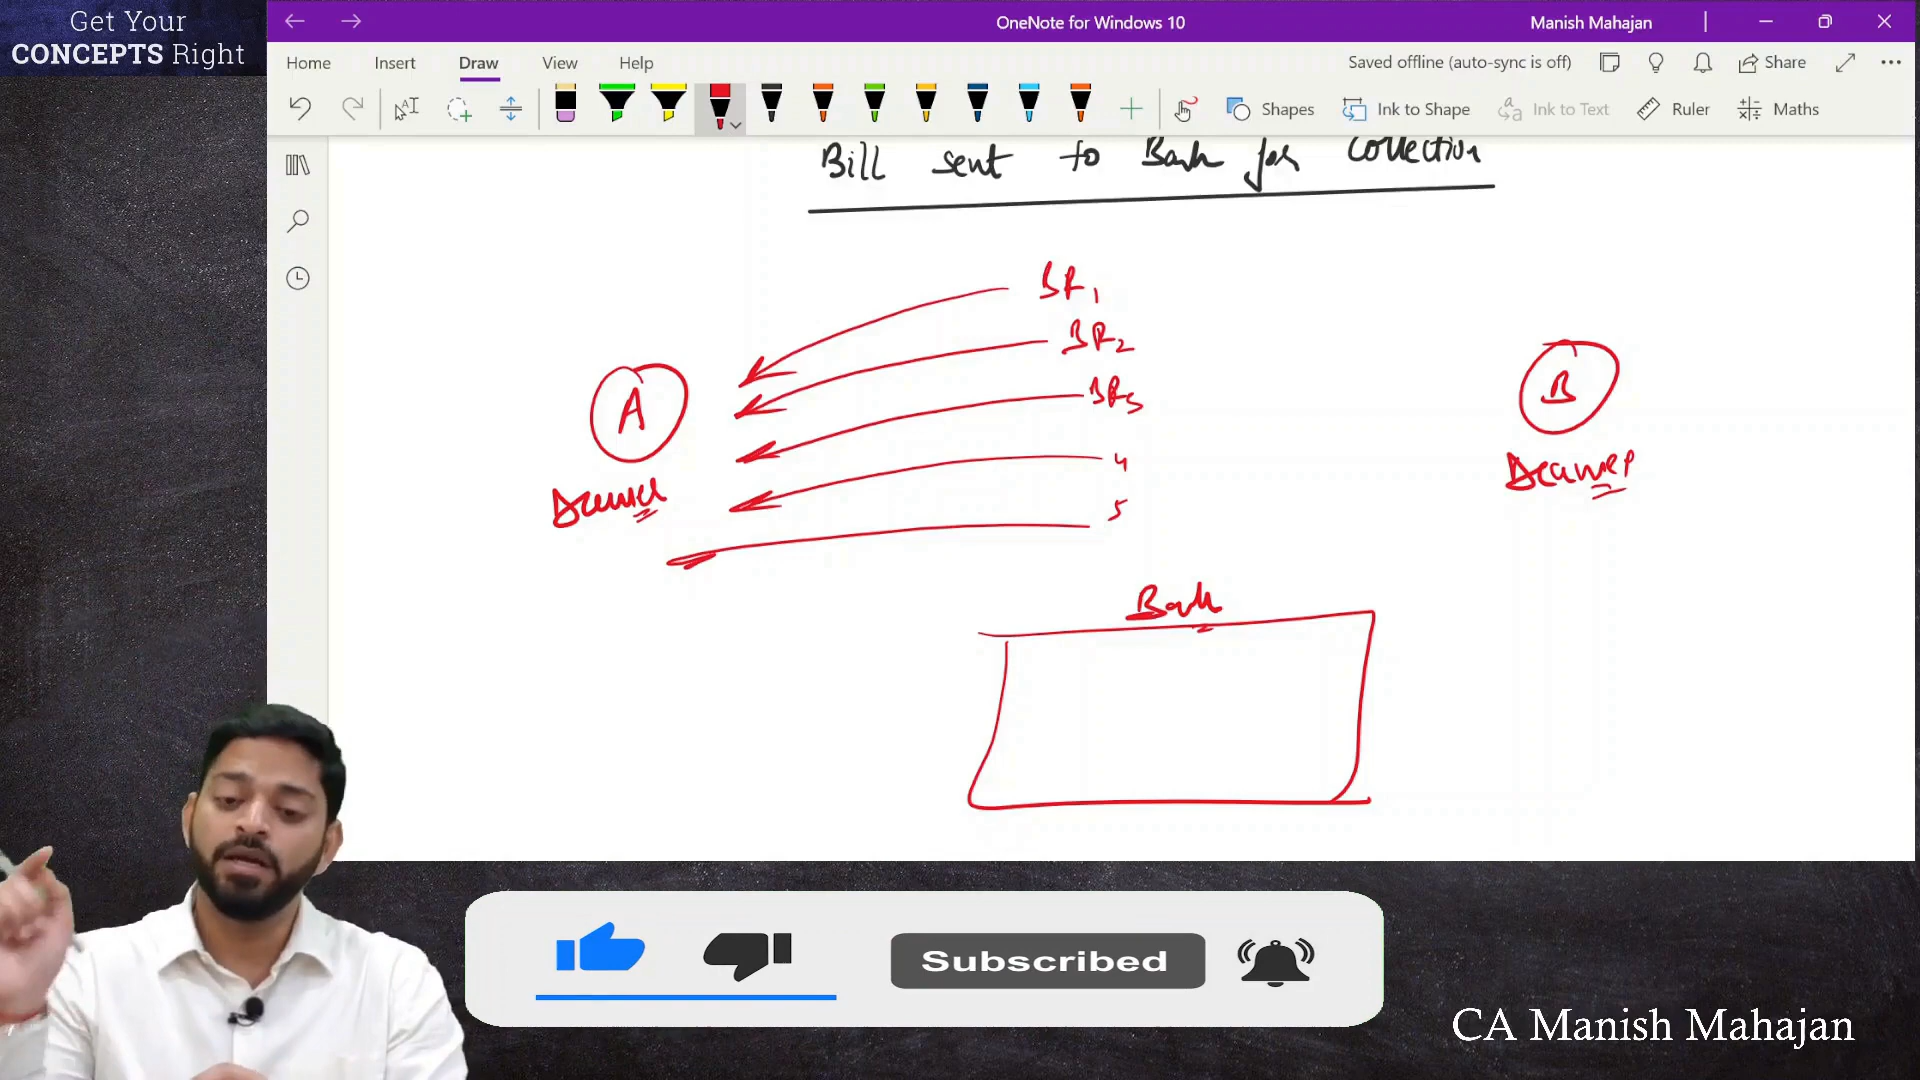 Get Your
CONCEPTS Right
OneNote for Windows 10
Manish Mahajan
Home Insert Draw View Help
Saved offline (auto-sync is off)
Share
Shapes
Ink to Shape
Ink to Text
Ruler
Maths
Bill sent to Bank for Collection
BR1
BR2
BR3
4
5
A
Drawer
B
Drawee
Bank
Subscribed
CA Manish Mahajan